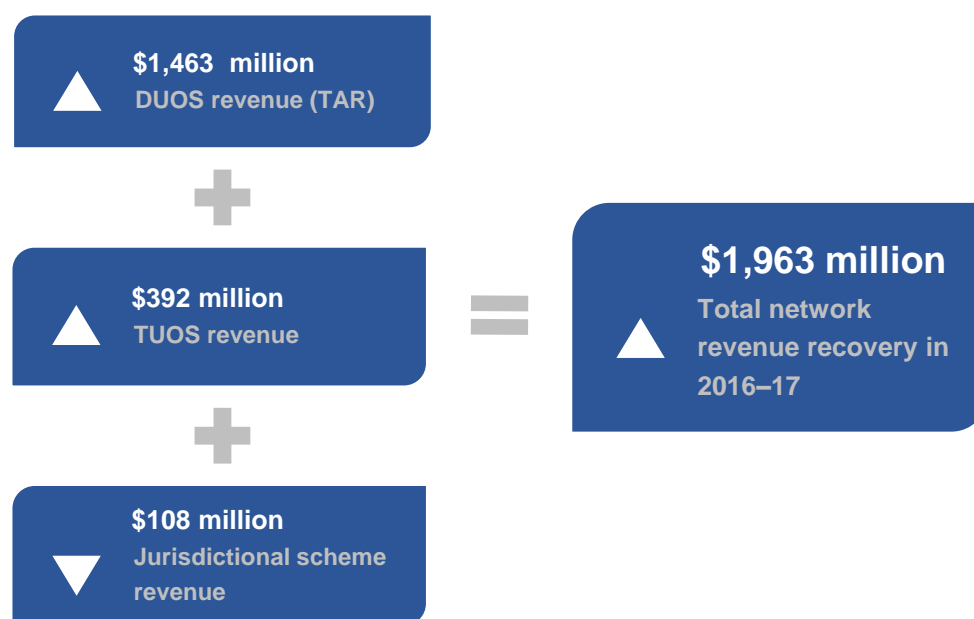 $1,463 million
DUOS revenue (TAR)
$392 million
TUOS revenue
$108 million
Jurisdictional scheme
revenue
$1,963 million
Total network
revenue recovery in
2016–17